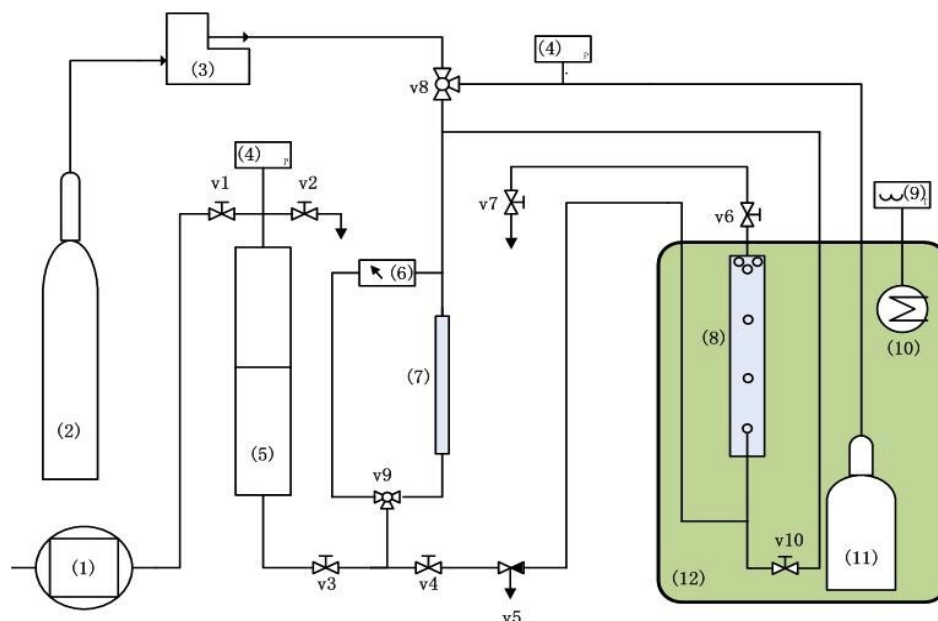 (4)
P
(3)
v8
(4)
P
v1
v2
v7
v6
(9)
(6)
(8)
(10)
(7)
(2)
(5)
v9
v10
(1)
v3
v4
(12)
(11)
v5